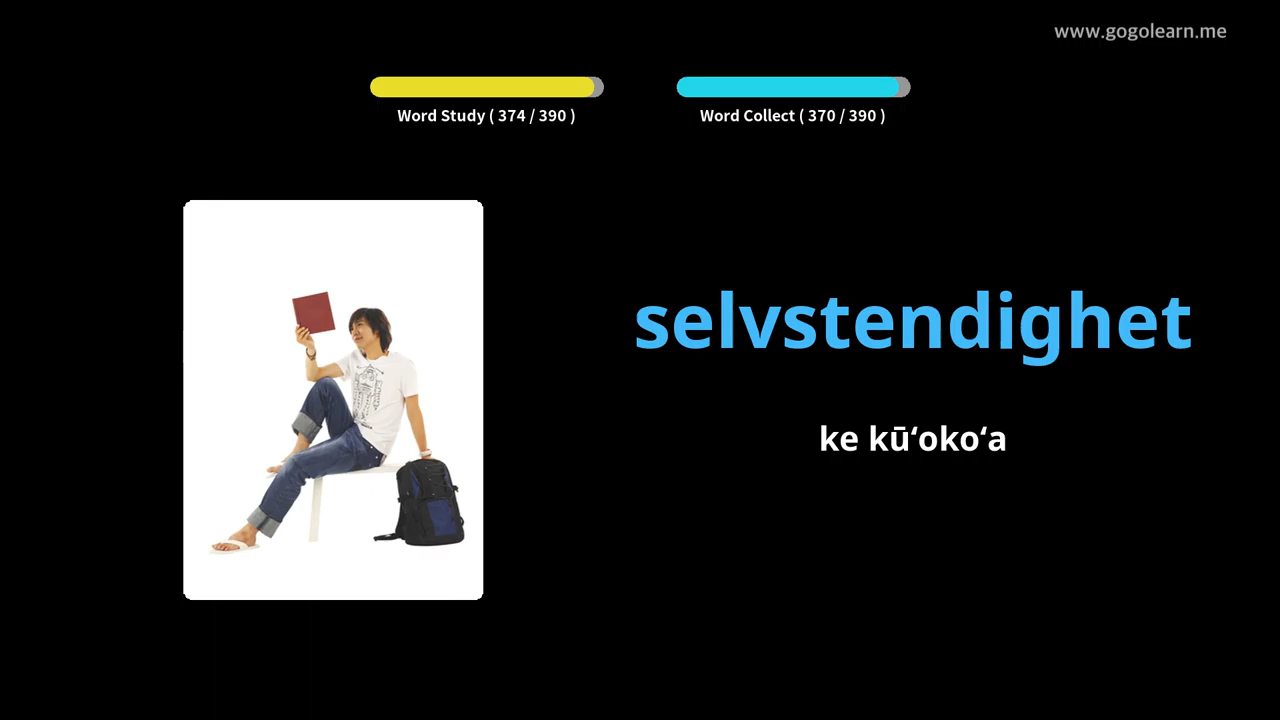 www.gogolearn.me
Word Study ( 374 / 390 )
Word Collect ( 370 / 390 )
selvstendighet
ke kūʻokoʻa